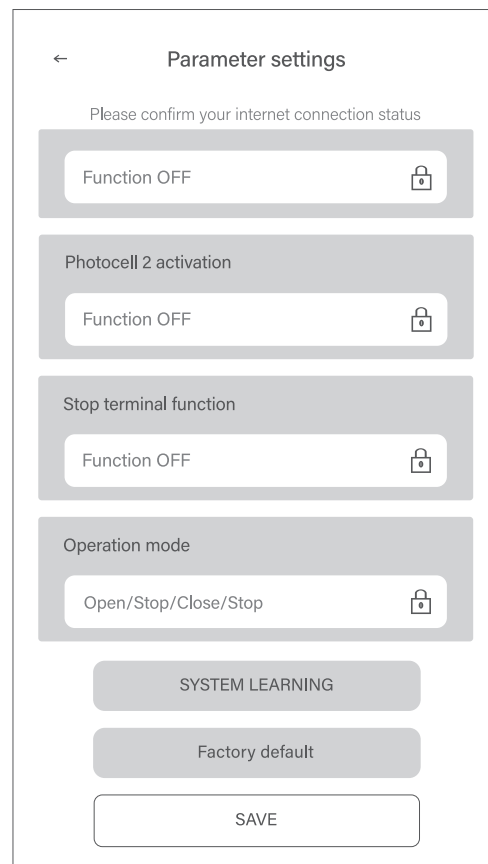 Parameter settings
Please confirm your internet connection status
Function OFF
Photocell 2 activation
Function OFF
Stop terminal function
Function OFF
Operation mode
Open/Stop/Close/Stop
SYSTEM LEARNING
Factory default
SAVE